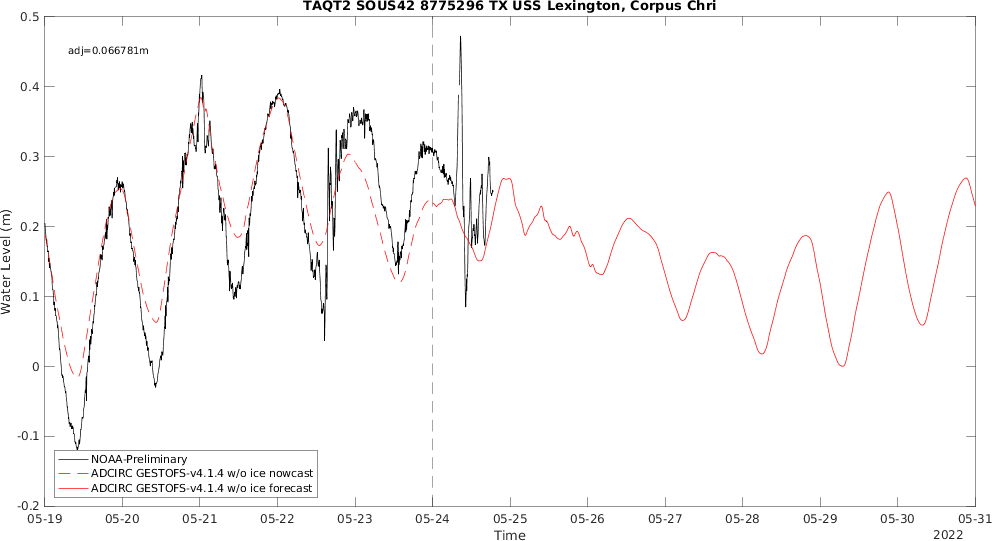 TAQT2 SOUS42 8775296 TX USS Lexington, Corpus Chri
adj=0.066781m
0.5
0.4
0.3
0.2
0.1
0
-0.1
-0.2
Water Level (m)
NOAA-Preliminary
ADCIRC GESTOFS-v4.1.4 w/o ice nowcast
ADCIRC GESTOFS-v4.1.4 w/o ice forecast
05-19 05-20 05-21 05-22 05-23 05-24 05-25 05-26 05-27 05-28 05-29 05-30 05-31
Time
2022